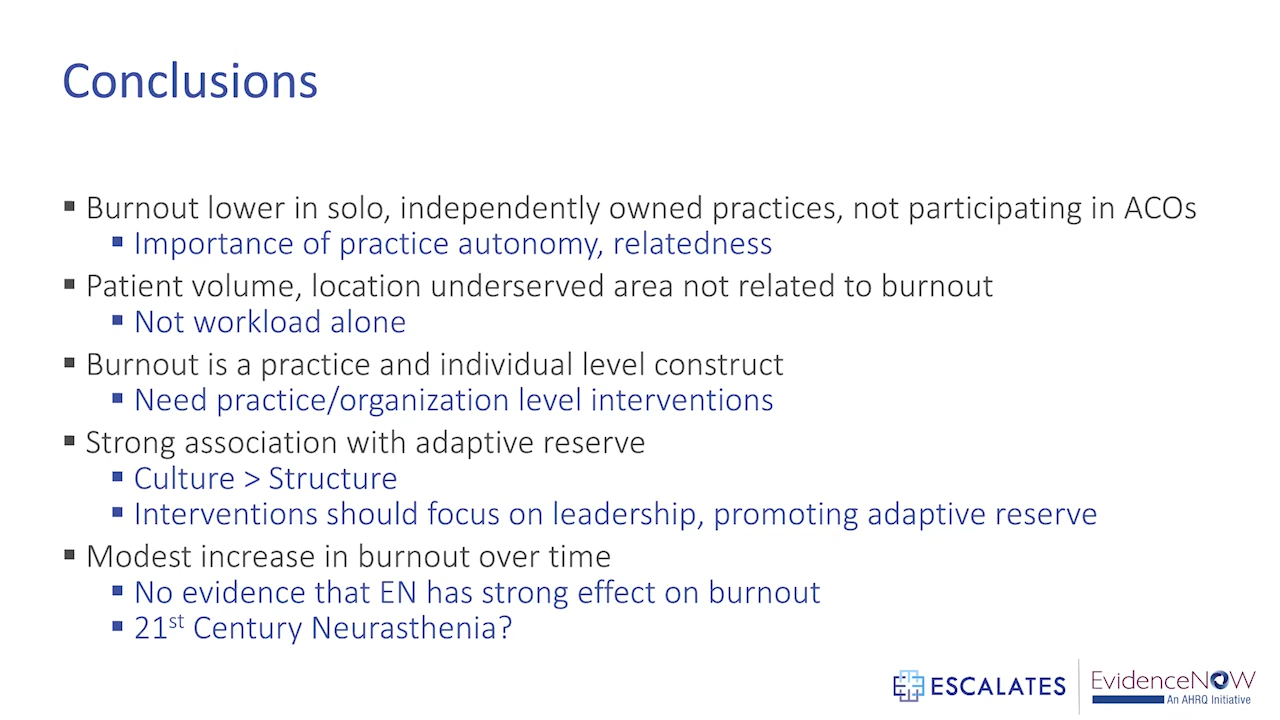 Conclusions
▪ Burnout lower in solo, independently owned practices, not participating in ACOs
▪ Importance of practice autonomy, relatedness
▪ Patient volume, location underserved area not related to burnout
▪ Not workload alone
▪ Burnout is a practice and individual level construct
▪ Need practice/organization level interventions
▪ Strong association with adaptive reserve
▪ Culture > Structure
▪ Interventions should focus on leadership, promoting adaptive reserve
▪ Modest increase in burnout over time
▪ No evidence that EN has strong effect on burnout
▪ 21st Century Neurasthenia?
ESCALATES
EvidenceNOW
An AHRQ Initiative